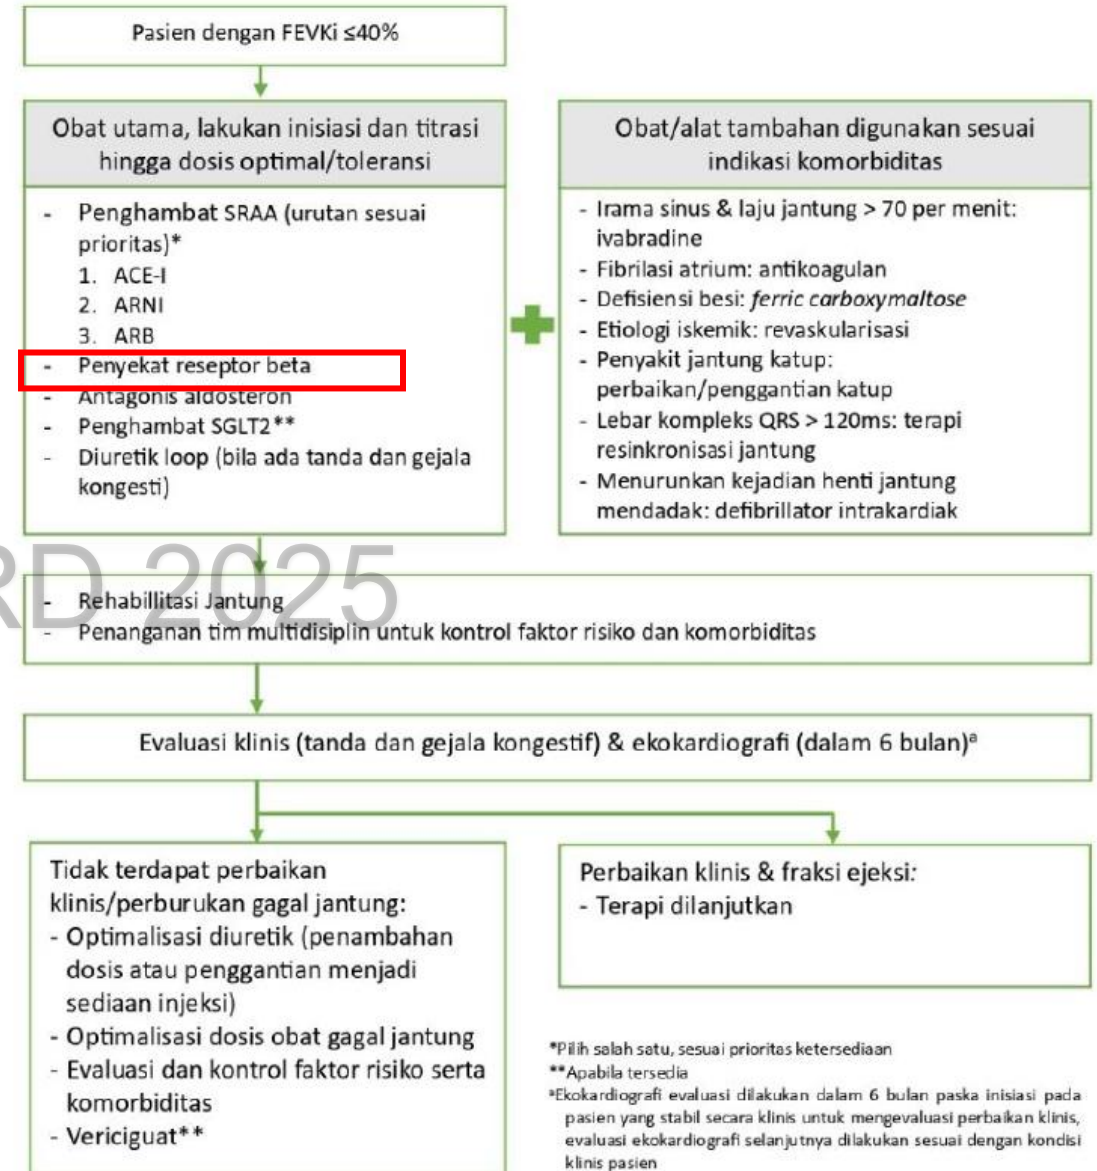 Pasien dengan FEVKi ≤40%
Obat utama, lakukan inisiasi dan titrasi
hingga dosis optimal/toleransi
- Penghambat SRAA (urutan sesuai
prioritas)*
1. ACE-I
2. ARNI
3. ARB
- Penyekat reseptor beta
- Antagonis aldosteron
- Penghambat SGLT2**
- Diuretik loop (bila ada tanda dan gejala
kongesti)
Obat/alat tambahan digunakan sesuai
indikasi komorbiditas
- Irama sinus & laju jantung > 70 per menit:
ivabradine
- Fibrilasi atrium: antikoagulan
- Defisiensi besi: ferric carboxymaltose
- Etiologi iskemik: revaskularisasi
- Penyakit jantung katup:
perbaikan/penggantian katup
- Lebar kompleks QRS > 120ms: terapi
resinkronisasi jantung
- Menurunkan kejadian henti jantung
mendadak: defibrillator intrakardiak
RD 2025
- Rehabillitasi Jantung
- Penanganan tim multidisiplin untuk kontrol faktor risiko dan komorbiditas
Evaluasi klinis (tanda dan gejala kongestif) & ekokardiografi (dalam 6 bulan)ᵃ
Tidak terdapat perbaikan
klinis/perburukan gagal jantung:
- Optimalisasi diuretik (penambahan
dosis atau penggantian menjadi
sediaan injeksi)
- Optimalisasi dosis obat gagal jantung
- Evaluasi dan kontrol faktor risiko serta
komorbiditas
- Vericiguat**
Perbaikan klinis & fraksi ejeksi:
- Terapi dilanjutkan
*Pilih salah satu, sesuai prioritas ketersediaan
**Apabila tersedia
ᵃEkokardiografi evaluasi dilakukan dalam 6 bulan paska inisiasi pada
pasien yang stabil secara klinis untuk mengevaluasi perbaikan klinis,
evaluasi ekokardiografi selanjutnya dilakukan sesuai dengan kondisi
klinis pasien